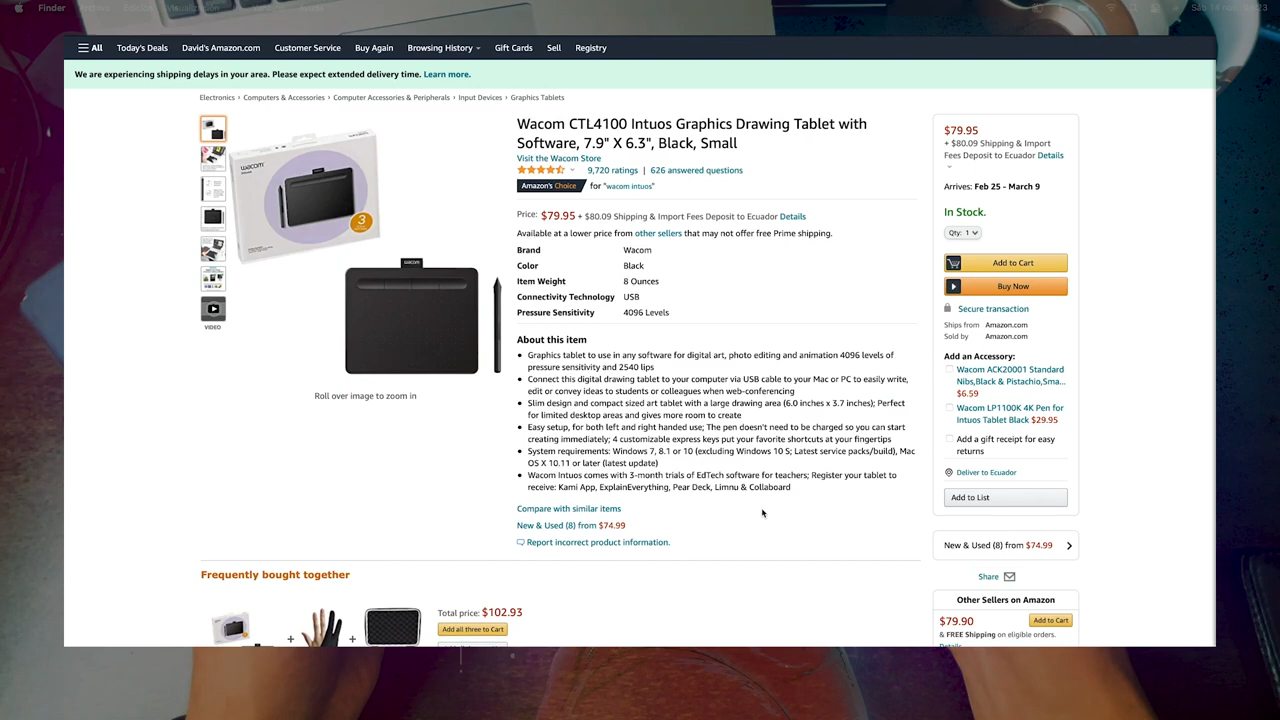 Finder
All
Today's Deals
David's Amazon.com
Customer Service
Buy Again
Browsing History
Gift Cards
Sell
Registry
We are experiencing shipping delays in your area. Please expect extended delivery time. Learn more.
Electronics › Computers & Accessories › Computer Accessories & Peripherals › Input Devices › Graphics Tablets
wacom
3
wacom
VIDEO
Roll over image to zoom in
Wacom CTL4100 Intuos Graphics Drawing Tablet with
Software, 7.9" X 6.3", Black, Small
Visit the Wacom Store
9,720 ratings | 626 answered questions
Amazon's Choice for "wacom intuos"
Price: $79.95 + $80.09 Shipping & Import Fees Deposit to Ecuador Details
Available at a lower price from other sellers that may not offer free Prime shipping.
Brand Wacom
Color Black
Item Weight 8 Ounces
Connectivity Technology USB
Pressure Sensitivity 4096 Levels
About this item
Graphics tablet to use in any software for digital art, photo editing and animation 4096 levels of
pressure sensitivity and 2540 lips
Connect this digital drawing tablet to your computer via USB cable to your Mac or PC to easily write,
edit or convey ideas to students or colleagues when web-conferencing
Slim design and compact sized art tablet with a large drawing area (6.0 inches x 3.7 inches); Perfect
for limited desktop areas and gives more room to create
Easy setup, for both left and right handed use; The pen doesn't need to be charged so you can start
creating immediately; 4 customizable express keys put your favorite shortcuts at your fingertips
System requirements: Windows 7, 8.1 or 10 (excluding Windows 10 S; Latest service packs/build), Mac
OS X 10.11 or later (latest update)
Wacom Intuos comes with 3-month trials of EdTech software for teachers; Register your tablet to
receive: Kami App, ExplainEverything, Pear Deck, Limnu & Collaboard
Compare with similar items
New & Used (8) from $74.99
Report incorrect product information.
$79.95
+ $80.09 Shipping & Import
Fees Deposit to Ecuador Details
Arrives: Feb 25 - March 9
In Stock.
Qty: 1
Add to Cart
Buy Now
Secure transaction
Ships from Amazon.com
Sold by Amazon.com
Add an Accessory:
Wacom ACK20001 Standard
Nibs,Black & Pistachio,Sma...
$6.59
Wacom LP1100K 4K Pen for
Intuos Tablet Black $29.95
Add a gift receipt for easy
returns
Deliver to Ecuador
Add to List
New & Used (8) from $74.99
Share
Other Sellers on Amazon
$79.90
Add to Cart
& FREE Shipping on eligible orders.
Details
Frequently bought together
+
+
Total price: $102.93
Add all three to Cart